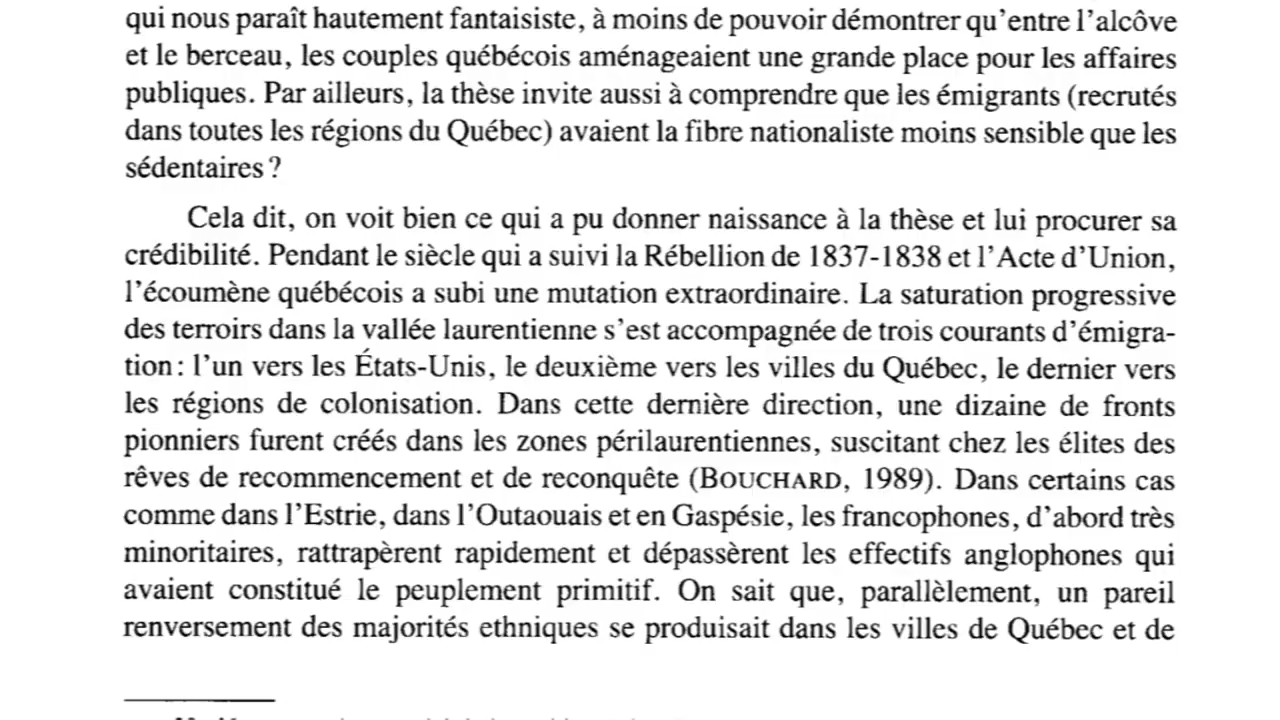 qui nous paraît hautement fantaisiste, à moins de pouvoir démontrer qu'entre l'alcôve
et le berceau, les couples québécois aménageaient une grande place pour les affaires
publiques. Par ailleurs, la thèse invite aussi à comprendre que les émigrants (recrutés
dans toutes les régions du Québec) avaient la fibre nationaliste moins sensible que les
sédentaires ?
Cela dit, on voit bien ce qui a pu donner naissance à la thèse et lui procurer sa
crédibilité. Pendant le siècle qui a suivi la Rébellion de 1837-1838 et l'Acte d'Union,
l'écoumène québécois a subi une mutation extraordinaire. La saturation progressive
des terroirs dans la vallée laurentienne s'est accompagnée de trois courants d'émigra-
tion : l'un vers les États-Unis, le deuxième vers les villes du Québec, le dernier vers
les régions de colonisation. Dans cette dernière direction, une dizaine de fronts
pionniers furent créés dans les zones périlaurentiennes, suscitant chez les élites des
rêves de recommencement et de reconquête (BOUCHARD, 1989). Dans certains cas
comme dans l'Estrie, dans l'Outaouais et en Gaspésie, les francophones, d'abord très
minoritaires, rattrapèrent rapidement et dépassèrent les effectifs anglophones qui
avaient constitué le peuplement primitif. On sait que, parallèlement, un pareil
renversement des majorités ethniques se produisait dans les villes de Québec et de